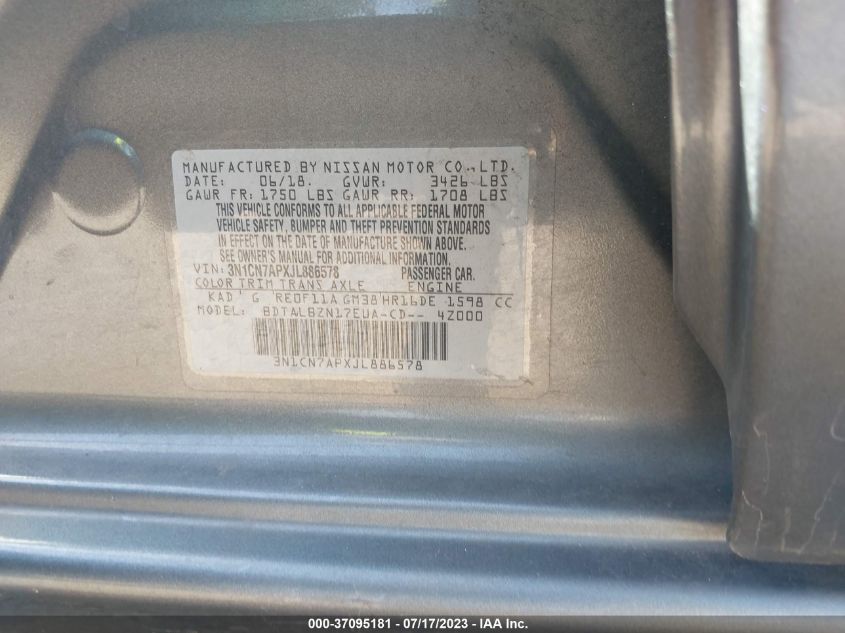 MANUFACTURED BY NISSAN MOTOR CO., LTD.
DATE: 06/18. GVWR: 3426 LBS
GAWR FR: 1750 LBS GAWR RR: 1708 LBS
THIS VEHICLE CONFORMS TO ALL APPLICABLE FEDERAL MOTOR
VEHICLE SAFETY, BUMPER AND THEFT PREVENTION STANDARDS
IN EFFECT ON THE DATE OF MANUFACTURE SHOWN ABOVE.
SEE OWNER'S MANUAL FOR ADDITIONAL INFORMATION.
VIN: 3N1CN7APXJL886578 PASSENGER CAR.
COLOR TRIM TRANS AXLE ENGINE
KAD G RE0F11A GM38 HR16DE 1598 CC
MODEL: BDTALBZN17EUA-CD-- 4Z000
3N1CN7APXJL886578
000-37095181 - 07/17/2023 - IAA Inc.